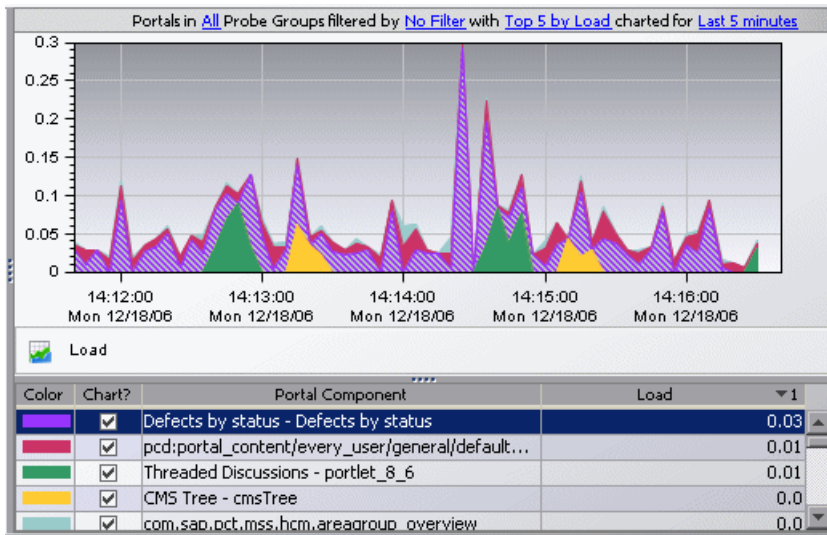 Portals in All Probe Groups filtered by No Filter with Top 5 by Load charted for Last 5 minutes
0.3
0.25
0.2
0.15
0.1
0.05
0
14:12:00 14:13:00 14:14:00 14:15:00 14:16:00
Mon 12/18/06 Mon 12/18/06 Mon 12/18/06 Mon 12/18/06 Mon 12/18/06
Load
Color Chart? Portal Component Load 1
Defects by status - Defects by status 0.03
pcd:portal_content/every_user/general/default... 0.01
Threaded Discussions - portlet_8_6 0.01
CMS Tree - cmsTree 0.0
com.sap.pct.mss.hcm.areagroup_overview 0.0